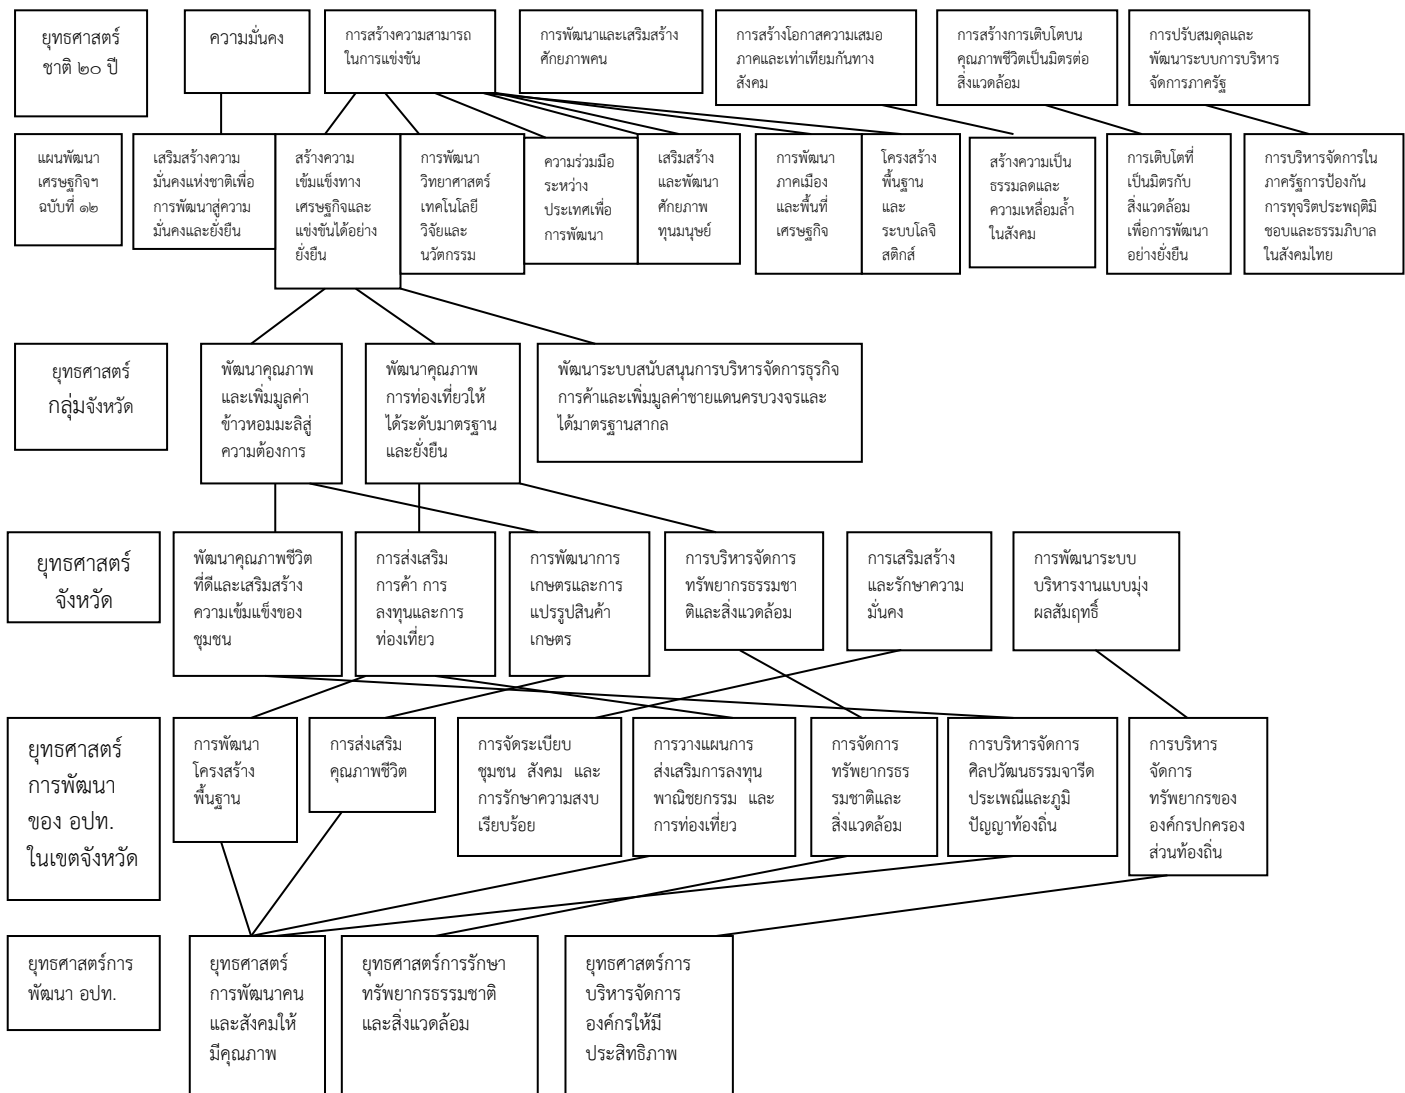 ยุทธศาสตร์
ชาติ ๒๐ ปี
ความมั่นคง
การสร้างความสามารถ
ในการแข่งขัน
การพัฒนาและเสริมสร้าง
ศักยภาพคน
การสร้างโอกาสความเสมอ
ภาคและเท่าเทียมกันทาง
สังคม
การสร้างการเติบโตบน
คุณภาพชีวิตเป็นมิตรต่อ
สิ่งแวดล้อม
การปรับสมดุลและ
พัฒนาระบบการบริหาร
จัดการภาครัฐ
แผนพัฒนา
เศรษฐกิจฯ
ฉบับที่ ๑๒
เสริมสร้างความ
มั่นคงแห่งชาติเพื่อ
การพัฒนาสู่ความ
มั่นคงและยั่งยืน
สร้างความ
เข้มแข็งทาง
เศรษฐกิจและ
แข่งขันได้อย่าง
ยั่งยืน
การพัฒนา
วิทยาศาสตร์
เทคโนโลยี
วิจัยและ
นวัตกรรม
ความร่วมมือ
ระหว่าง
ประเทศเพื่อ
การพัฒนา
เสริมสร้าง
และพัฒนา
ศักยภาพ
ทุนมนุษย์
การพัฒนา
ภาคเมือง
และพื้นที่
เศรษฐกิจ
โครงสร้าง
พื้นฐาน
และ
ระบบโลจิ
สติกส์
สร้างความเป็น
ธรรมลดและ
ความเหลื่อมล้ำ
ในสังคม
การเติบโตที่
เป็นมิตรกับ
สิ่งแวดล้อม
เพื่อการพัฒนา
อย่างยั่งยืน
การบริหารจัดการใน
ภาครัฐการป้องกัน
การทุจริตประพฤติมิ
ชอบและธรรมภิบาล
ในสังคมไทย
ยุทธศาสตร์
กลุ่มจังหวัด
พัฒนาคุณภาพ
และเพิ่มมูลค่า
ข้าวหอมมะลิสู่
ความต้องการ
พัฒนาคุณภาพ
การท่องเที่ยวให้
ได้ระดับมาตรฐาน
และยั่งยืน
พัฒนาระบบสนับสนุนการบริหารจัดการธุรกิจ
การค้าและเพิ่มมูลค่าชายแดนครบวงจรและ
ได้มาตรฐานสากล
ยุทธศาสตร์
จังหวัด
พัฒนาคุณภาพชีวิต
ที่ดีและเสริมสร้าง
ความเข้มแข็งของ
ชุมชน
การส่งเสริม
การค้า การ
ลงทุนและการ
ท่องเที่ยว
การพัฒนาการ
เกษตรและการ
แปรรูปสินค้า
เกษตร
การบริหารจัดการ
ทรัพยากรธรรมชา
ติและสิ่งแวดล้อม
การเสริมสร้าง
และรักษาความ
มั่นคง
การพัฒนาระบบ
บริหารงานแบบมุ่ง
ผลสัมฤทธิ์
ยุทธศาสตร์
การพัฒนา
ของ อปท.
ในเขตจังหวัด
การพัฒนา
โครงสร้าง
พื้นฐาน
การส่งเสริม
คุณภาพชีวิต
การจัดระเบียบ
ชุมชน สังคม และ
การรักษาความสงบ
เรียบร้อย
การวางแผนการ
ส่งเสริมการลงทุน
พาณิชยกรรม และ
การท่องเที่ยว
การจัดการ
ทรัพยากรธร
รมชาติและ
สิ่งแวดล้อม
การบริหารจัดการ
ศิลปวัฒนธรรมจารีต
ประเพณีและภูมิ
ปัญญาท้องถิ่น
การบริหาร
จัดการ
ทรัพยากรของ
องค์กรปกครอง
ส่วนท้องถิ่น
ยุทธศาสตร์การ
พัฒนา อปท.
ยุทธศาสตร์
การพัฒนาคน
และสังคมให้
มีคุณภาพ
ยุทธศาสตร์การรักษา
ทรัพยากรธรรมชาติ
และสิ่งแวดล้อม
ยุทธศาสตร์การ
บริหารจัดการ
องค์กรให้มี
ประสิทธิภาพ